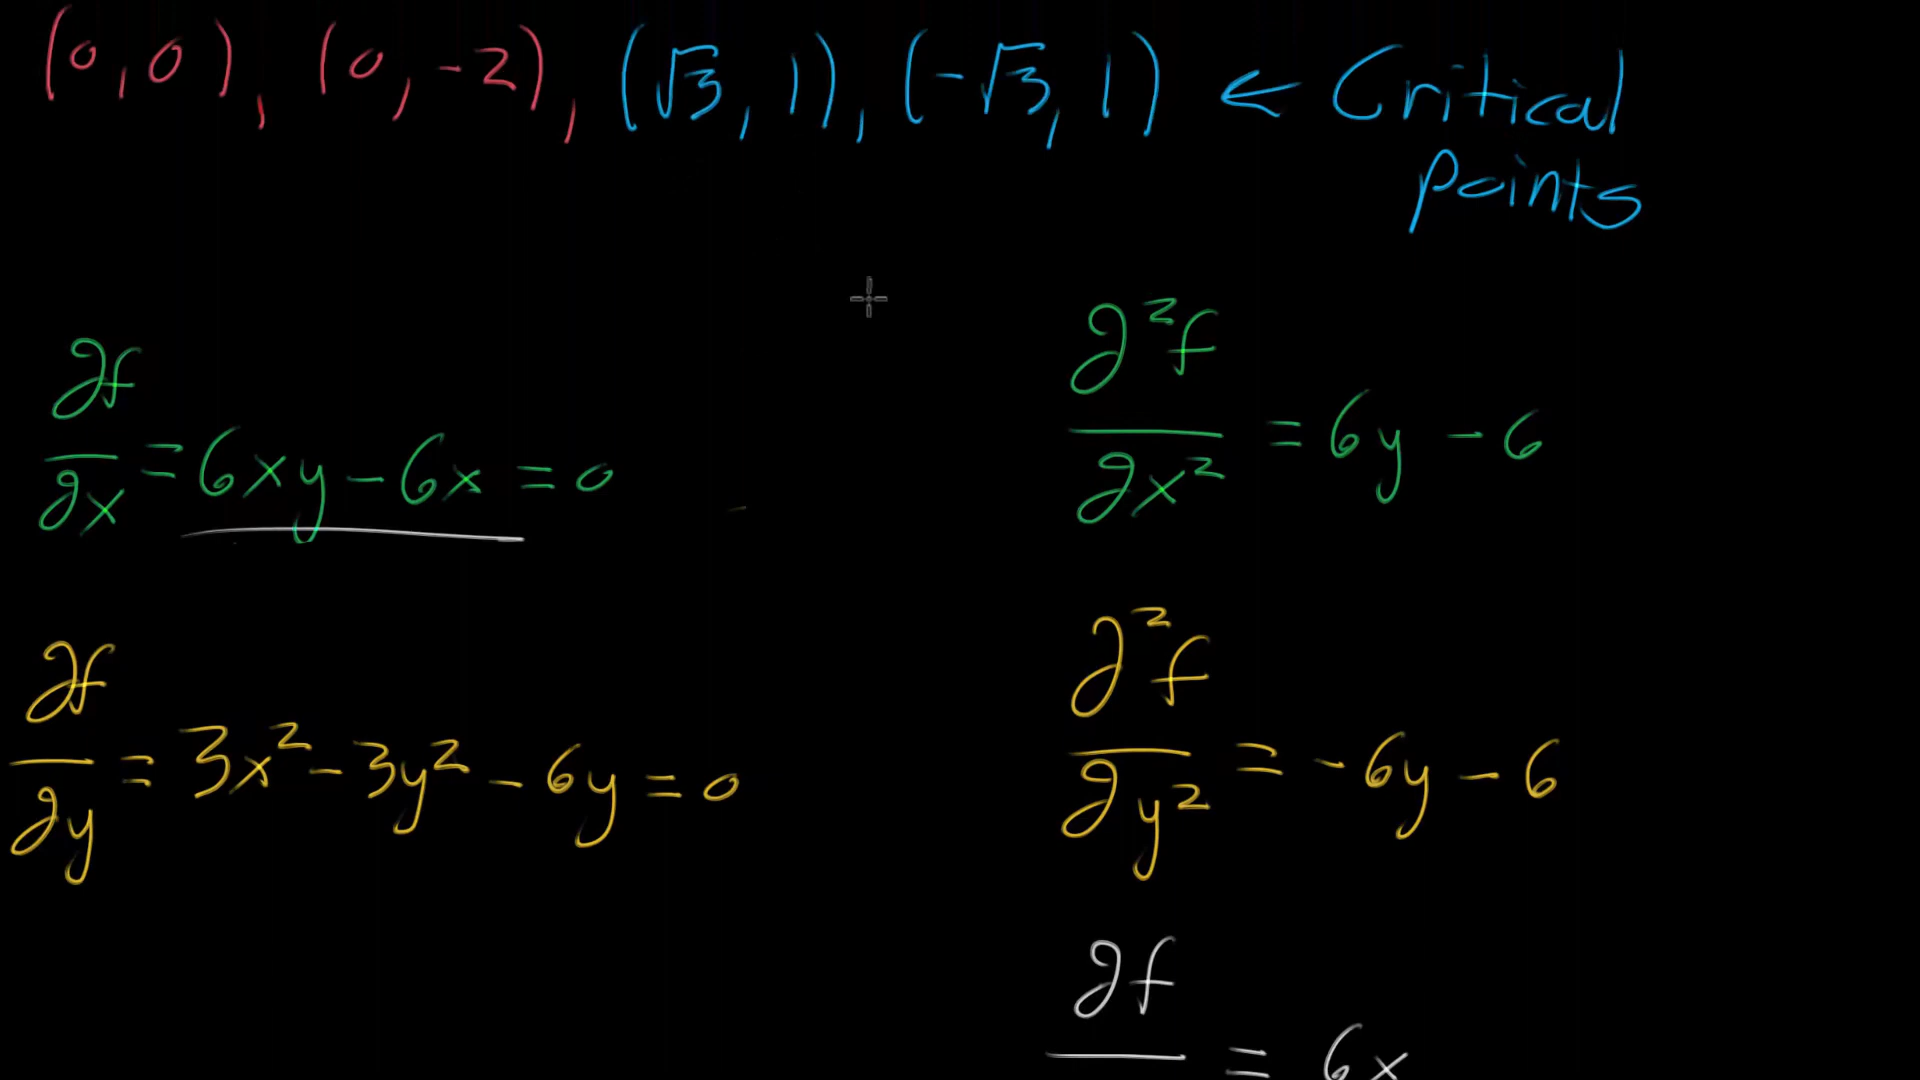 (0,0), (0,-2), (√3,1), (-√3,1) ← Critical
points
∂f/∂x = 6xy - 6x = 0
∂²f/∂x² = 6y - 6
∂f/∂y = 3x² - 3y² - 6y = 0
∂²f/∂y² = -6y - 6
∂f
= 6x